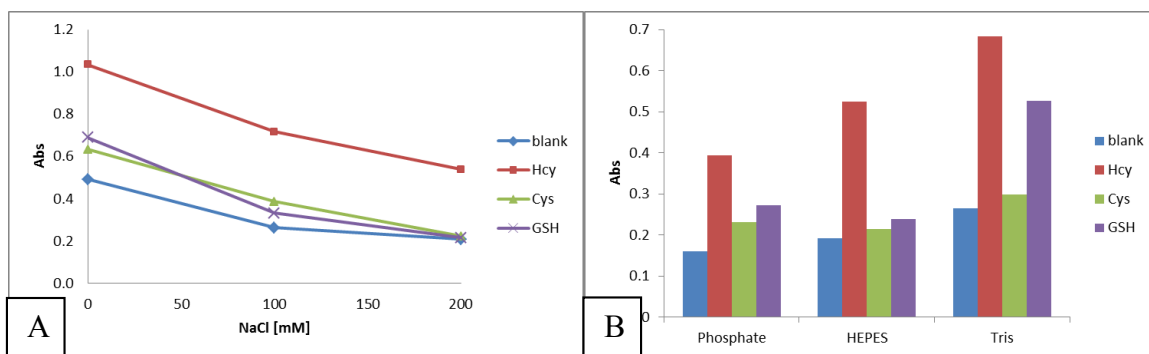 1.2
1.0
0.8
0.6
0.4
0.2
0.0
Abs
0 50 100 150 200
NaCl [mM]
blank
Hcy
Cys
GSH
A
0.7
0.6
0.5
0.4
0.3
0.2
0.1
0
Abs
Phosphate HEPES Tris
blank
Hcy
Cys
GSH
B